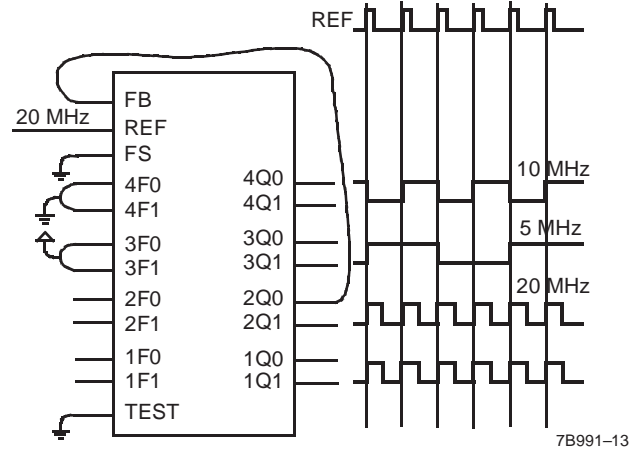 REF
FB
20 MHz
REF
FS
4F0
4F1
3F0
3F1
2F0
2F1
1F0
1F1
TEST
4Q0
4Q1
3Q0
3Q1
2Q0
2Q1
1Q0
1Q1
10 MHz
5 MHz
20 MHz
7B991–13